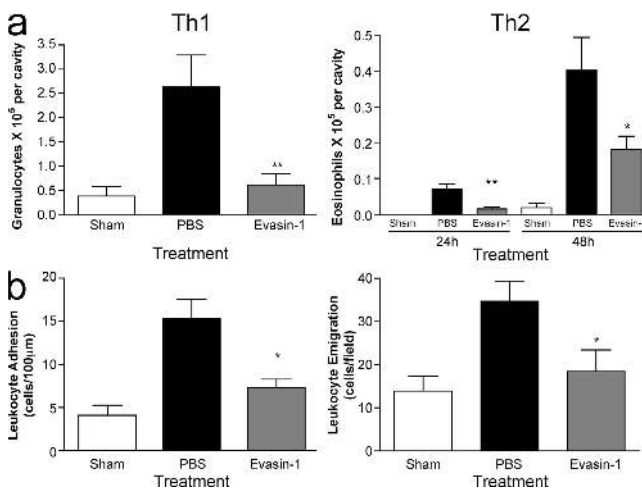 a
Th1
Granulocytes X 10⁵ per cavity
3.5
3.0
2.5
2.0
1.5
1.0
0.5
0.0
**
Sham PBS Evasin-1
Treatment
Th2
Eosinophils X 10⁵ per cavity
0.5
0.4
0.3
0.2
0.1
0.0
**
*
Sham PBS Evasin-1 Sham PBS Evasin-
24h 48h
Treatment
b
Leukocyte Adhesion
(cells/100µm)
20
15
10
5
0
*
Sham PBS Evasin-1
Treatment
Leukocyte Emigration
(cells/field)
40
30
20
10
0
*
Sham PBS Evasin-1
Treatment